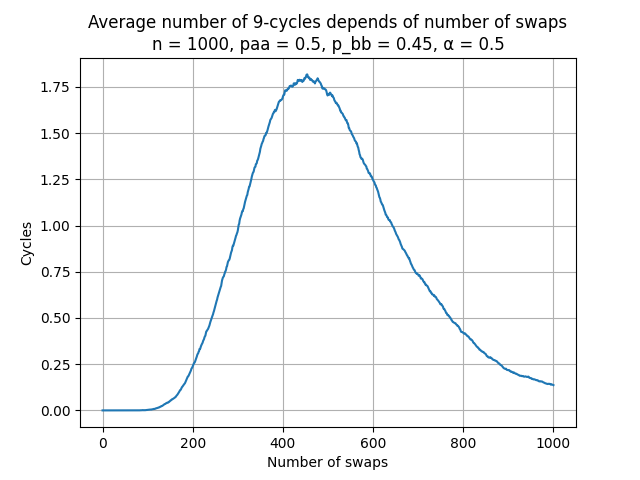 Average number of 9-cycles depends of number of swaps
n = 1000, paa = 0.5, p_bb = 0.45, α = 0.5
1.75
1.50
1.25
1.00
0.75
0.50
0.25
0.00
Cycles
0 200 400 600 800 1000
Number of swaps